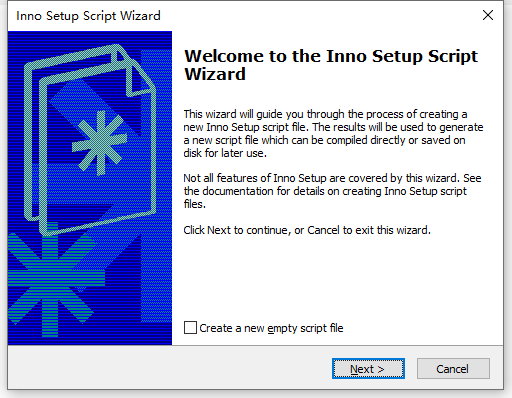 Inno Setup Script Wizard
Welcome to the Inno Setup Script
Wizard
This wizard will guide you through the process of creating a
new Inno Setup script file. The results will be used to generate
a new script file which can be compiled directly or saved on
disk for later use.
Not all features of Inno Setup are covered by this wizard. See
the documentation for details on creating Inno Setup script
files.
Click Next to continue, or Cancel to exit this wizard.
Create a new empty script file
Next >
Cancel